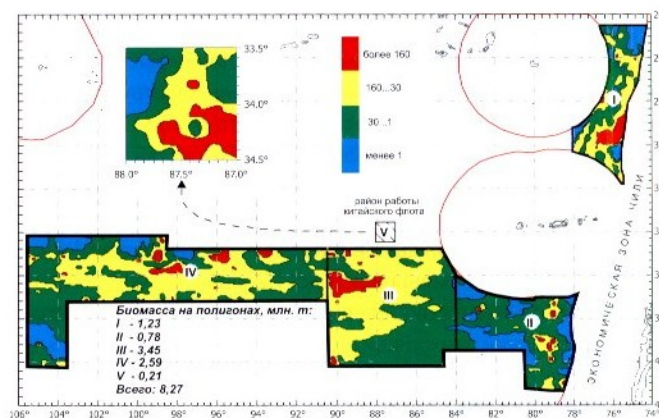 33.5°
34.0°
34.5°
88.0°
87.5°
87.0°
более 160
160...30
30...1
менее 1
район работы
китайского флота
V
I
IV
III
II
ЭКОНОМИЧЕСКАЯ ЗОНА ЧИЛИ
Биомасса на полигонах, млн. т:
I - 1,23
II - 0,78
III - 3,45
IV - 2,59
V - 0,21
Всего: 8,27
106° 104° 102° 100° 98° 96° 94° 92° 90° 88° 86° 84° 82° 80° 78° 76°